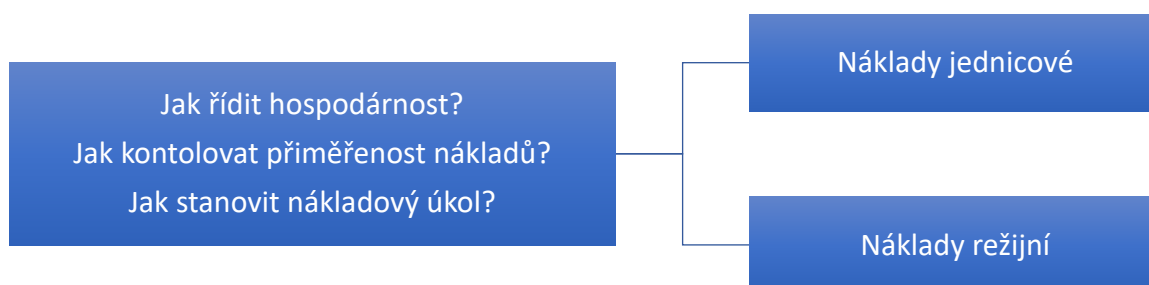 Jak řídit hospodárnost?
Jak kontolovat přiměřenost nákladů?
Jak stanovit nákladový úkol?
Náklady jednicové
Náklady režijní